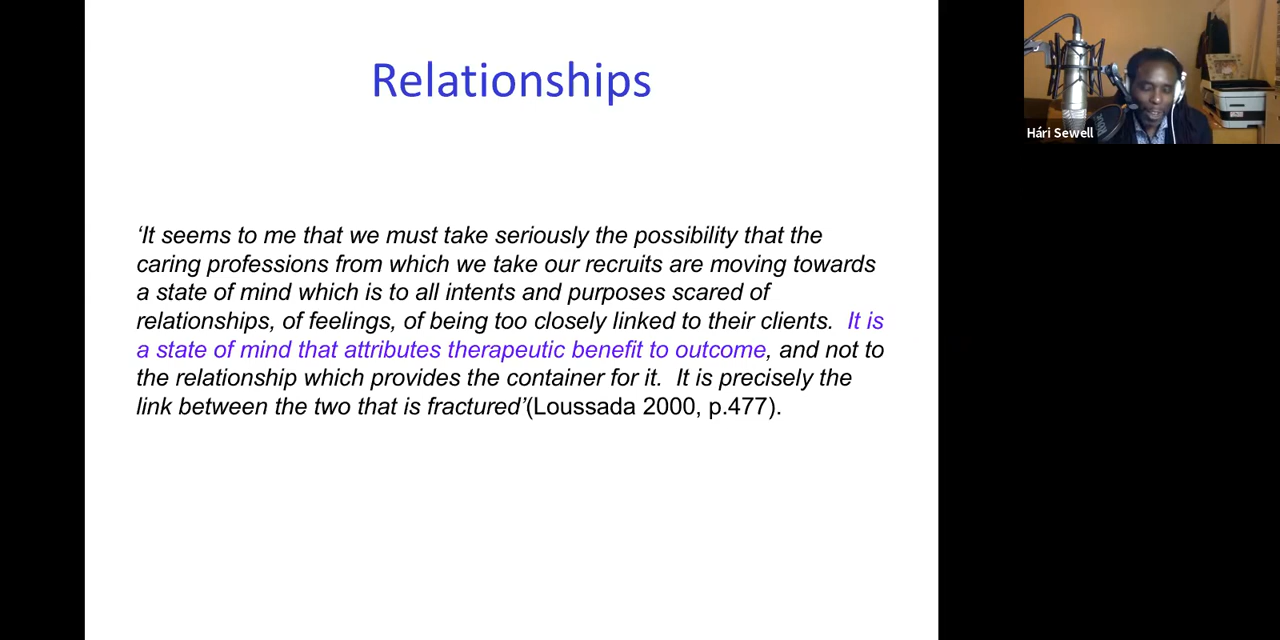 Relationships
‘It seems to me that we must take seriously the possibility that the
caring professions from which we take our recruits are moving towards
a state of mind which is to all intents and purposes scared of
relationships, of feelings, of being too closely linked to their clients.  It is
a state of mind that attributes therapeutic benefit to outcome, and not to
the relationship which provides the container for it.  It is precisely the
link between the two that is fractured’(Loussada 2000, p.477).
Hári Sewell
RØDE